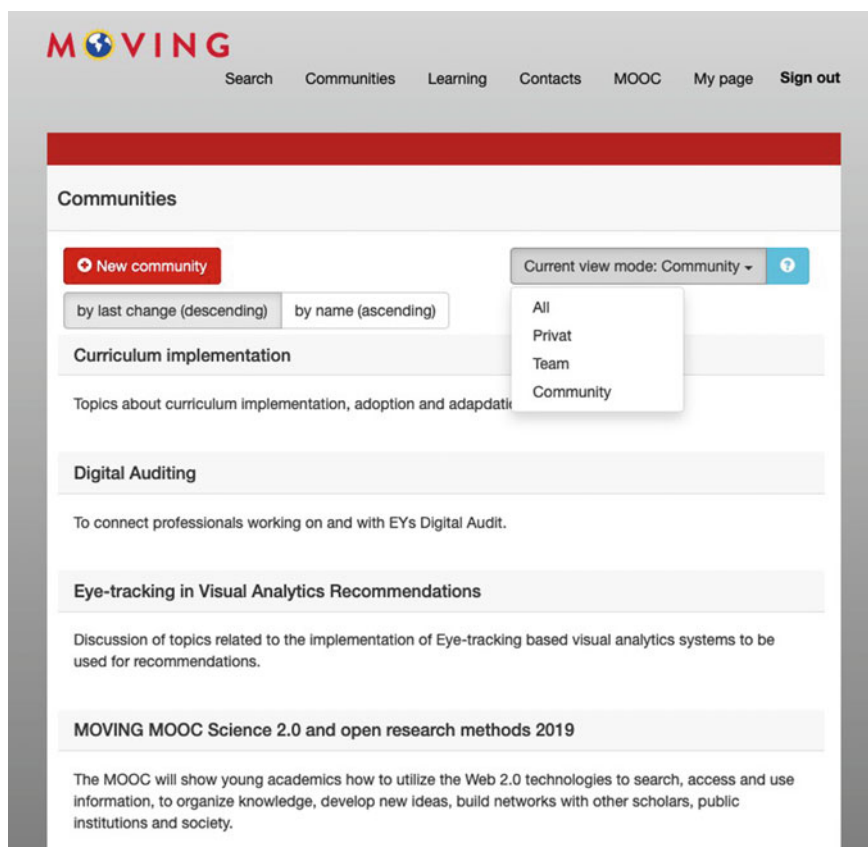 MOVING
Search Communities Learning Contacts MOOC My page Sign out
Communities
New community
Current view mode: Community
?
by last change (descending) by name (ascending)
All
Privat
Team
Community
Curriculum implementation
Topics about curriculum implementation, adoption and adapdatio
Digital Auditing
To connect professionals working on and with EYs Digital Audit.
Eye-tracking in Visual Analytics Recommendations
Discussion of topics related to the implementation of Eye-tracking based visual analytics systems to be
used for recommendations.
MOVING MOOC Science 2.0 and open research methods 2019
The MOOC will show young academics how to utilize the Web 2.0 technologies to search, access and use
information, to organize knowledge, develop new ideas, build networks with other scholars, public
institutions and society.